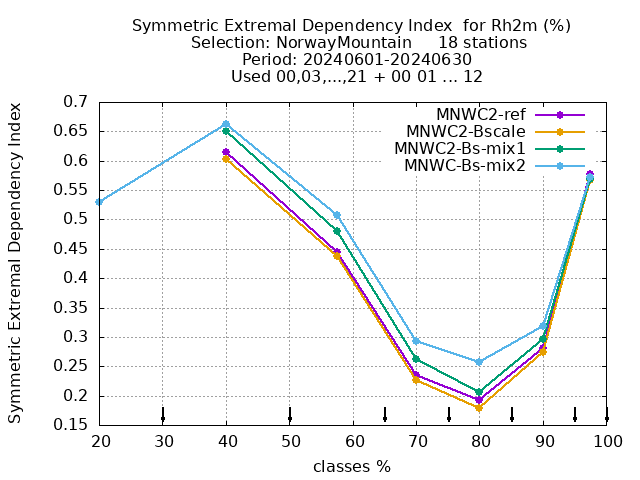 Symmetric Extremal Dependency Index  for Rh2m (%)
Selection: NorwayMountain     18 stations
Period: 20240601-20240630
Used 00,03,...,21 + 00 01 ... 12
Symmetric Extremal Dependency Index
0.7
0.65
0.6
0.55
0.5
0.45
0.4
0.35
0.3
0.25
0.2
0.15
MNWC2-ref
MNWC2-Bscale
MNWC2-Bs-mix1
MNWC-Bs-mix2
20 30 40 50 60 70 80 90 100
classes %